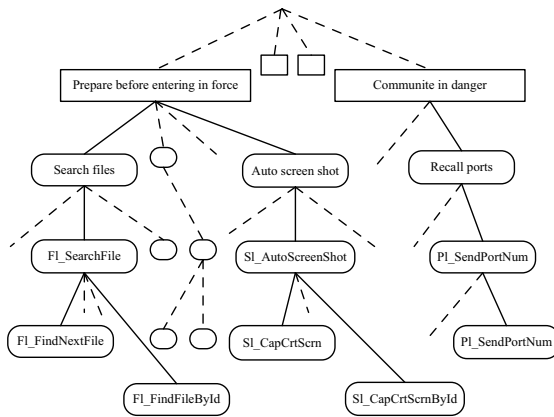 Prepare before entering in force
Communite in danger
Search files
Auto screen shot
Recall ports
Fl_SearchFile
Sl_AutoScreenShot
Pl_SendPortNum
Fl_FindNextFile
Sl_CapCrtScrn
Pl_SendPortNum
Fl_FindFileById
Sl_CapCrtScrnById